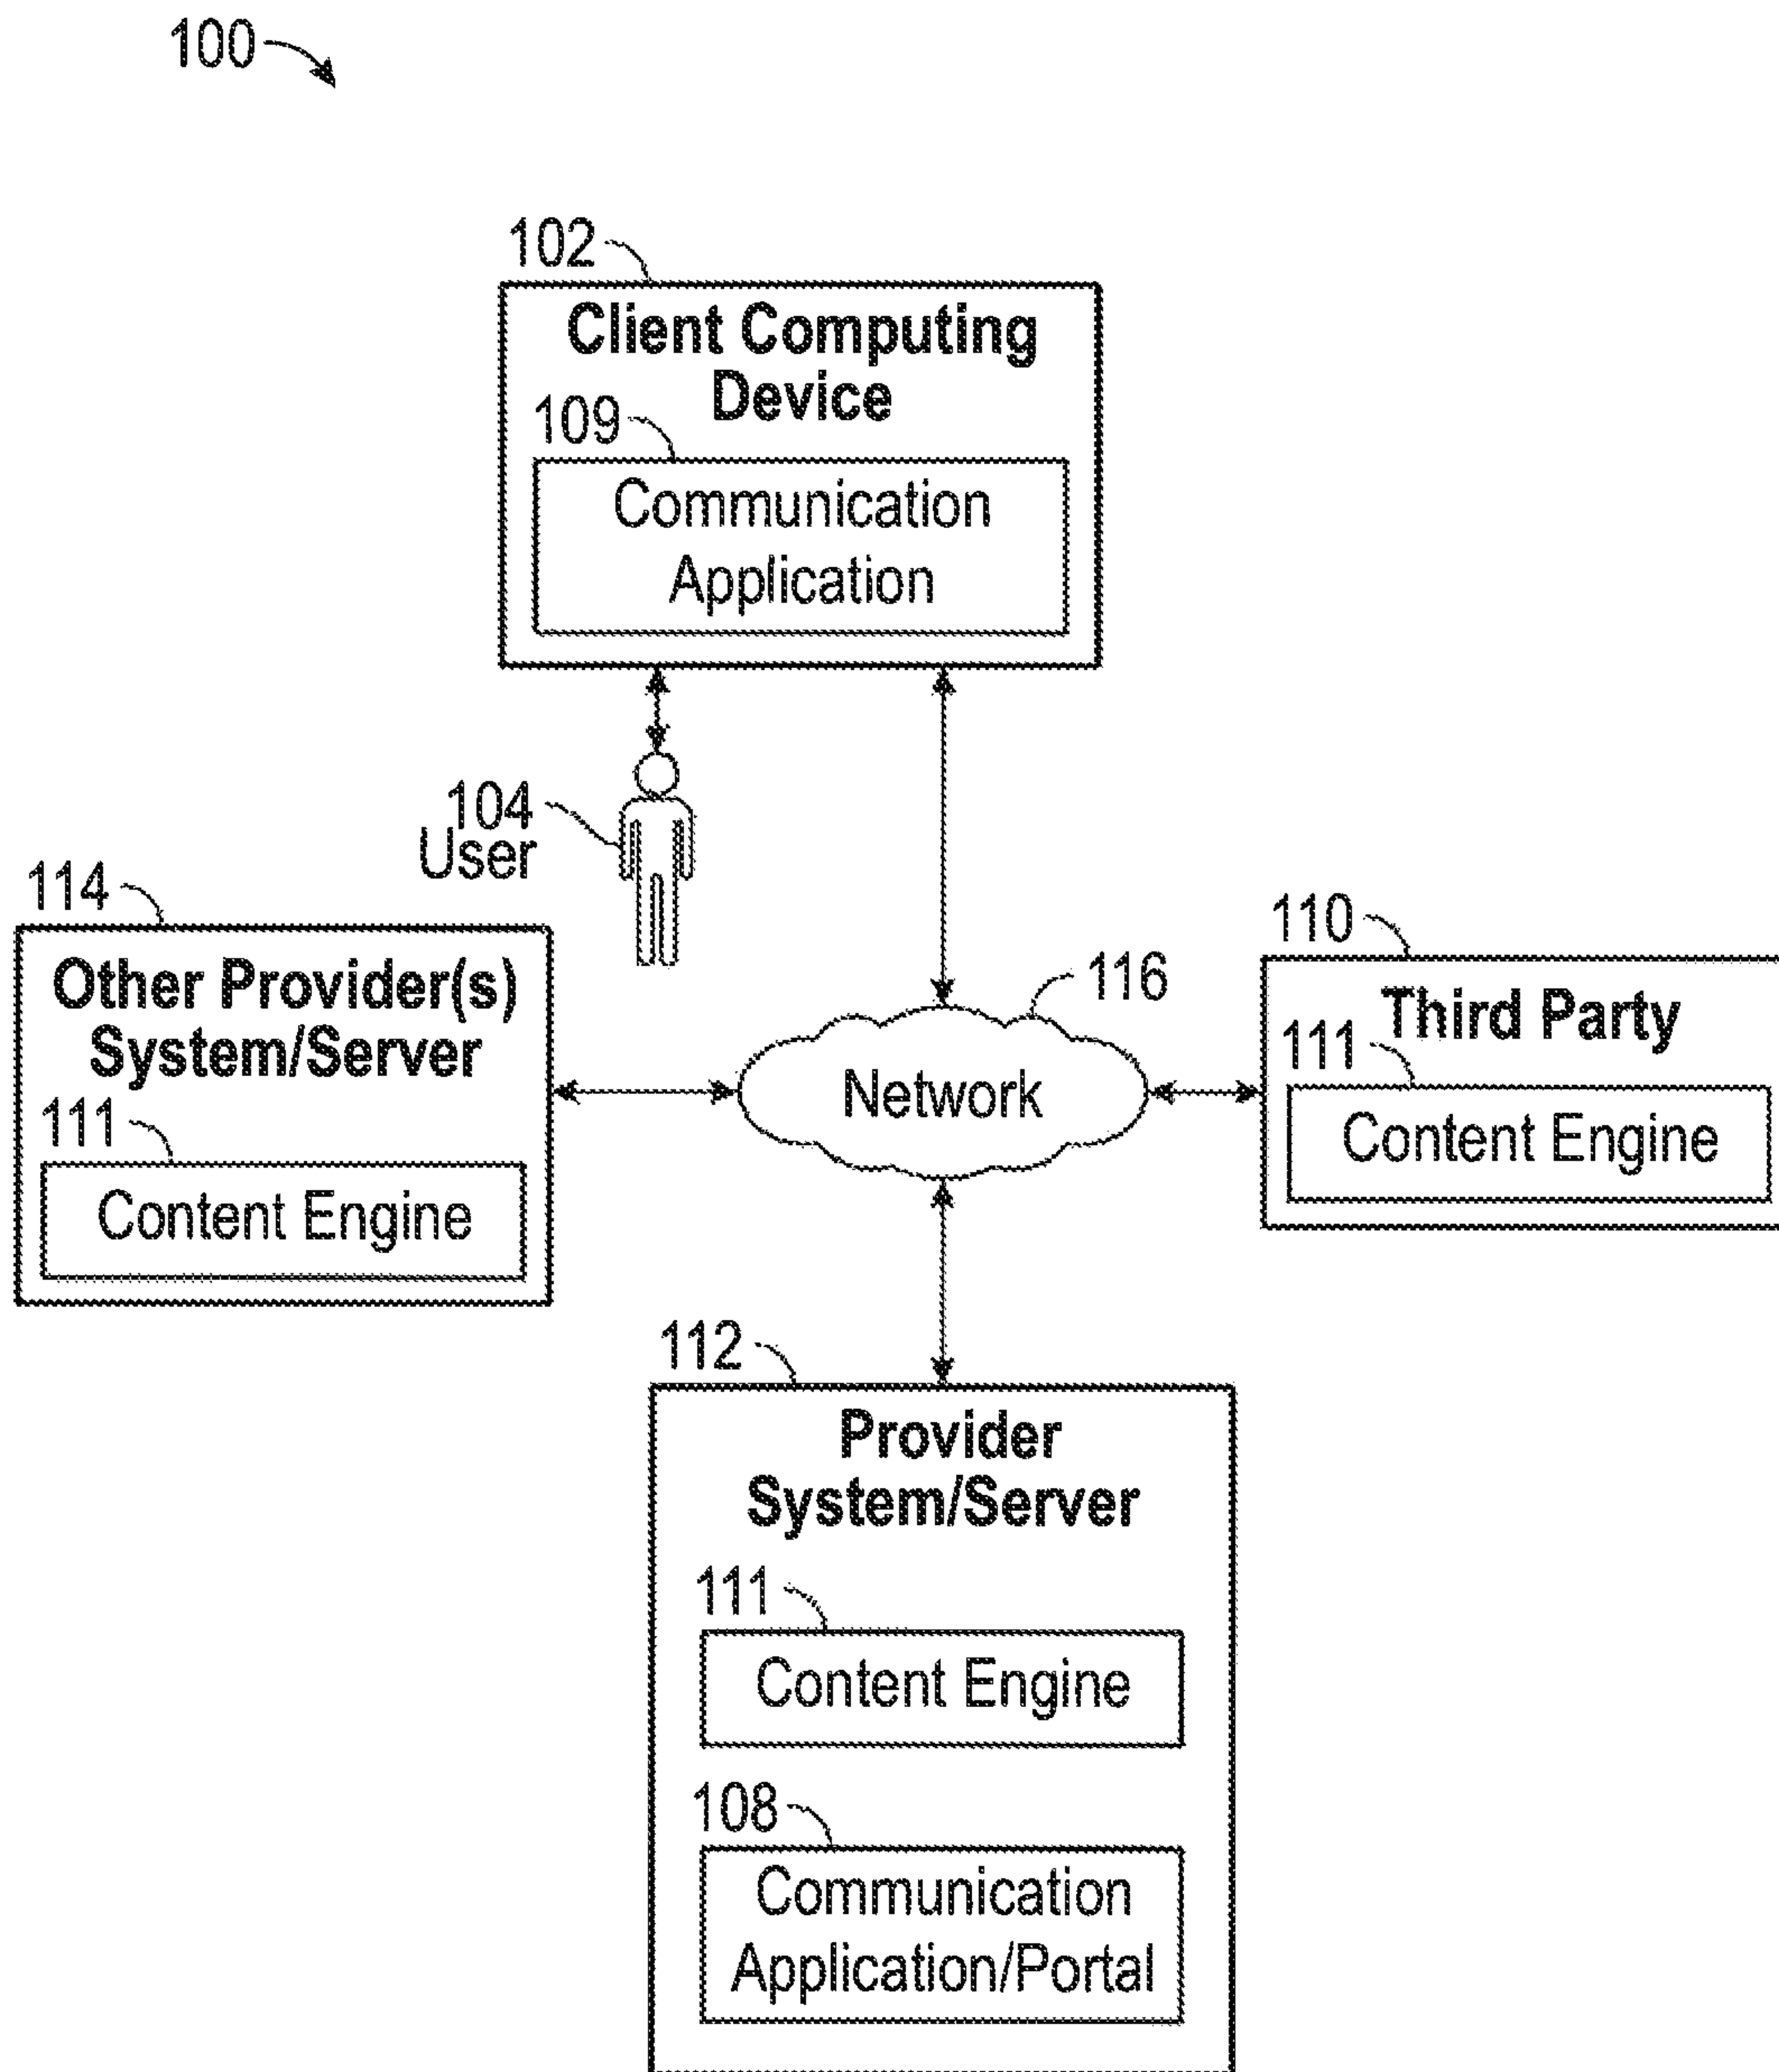 100
102
Client Computing
Device
109
Communication
Application
104
User
114
Other Provider(s)
System/Server
111
Content Engine
116
Network
110
Third Party
111
Content Engine
112
Provider
System/Server
111
Content Engine
108
Communication
Application/Portal